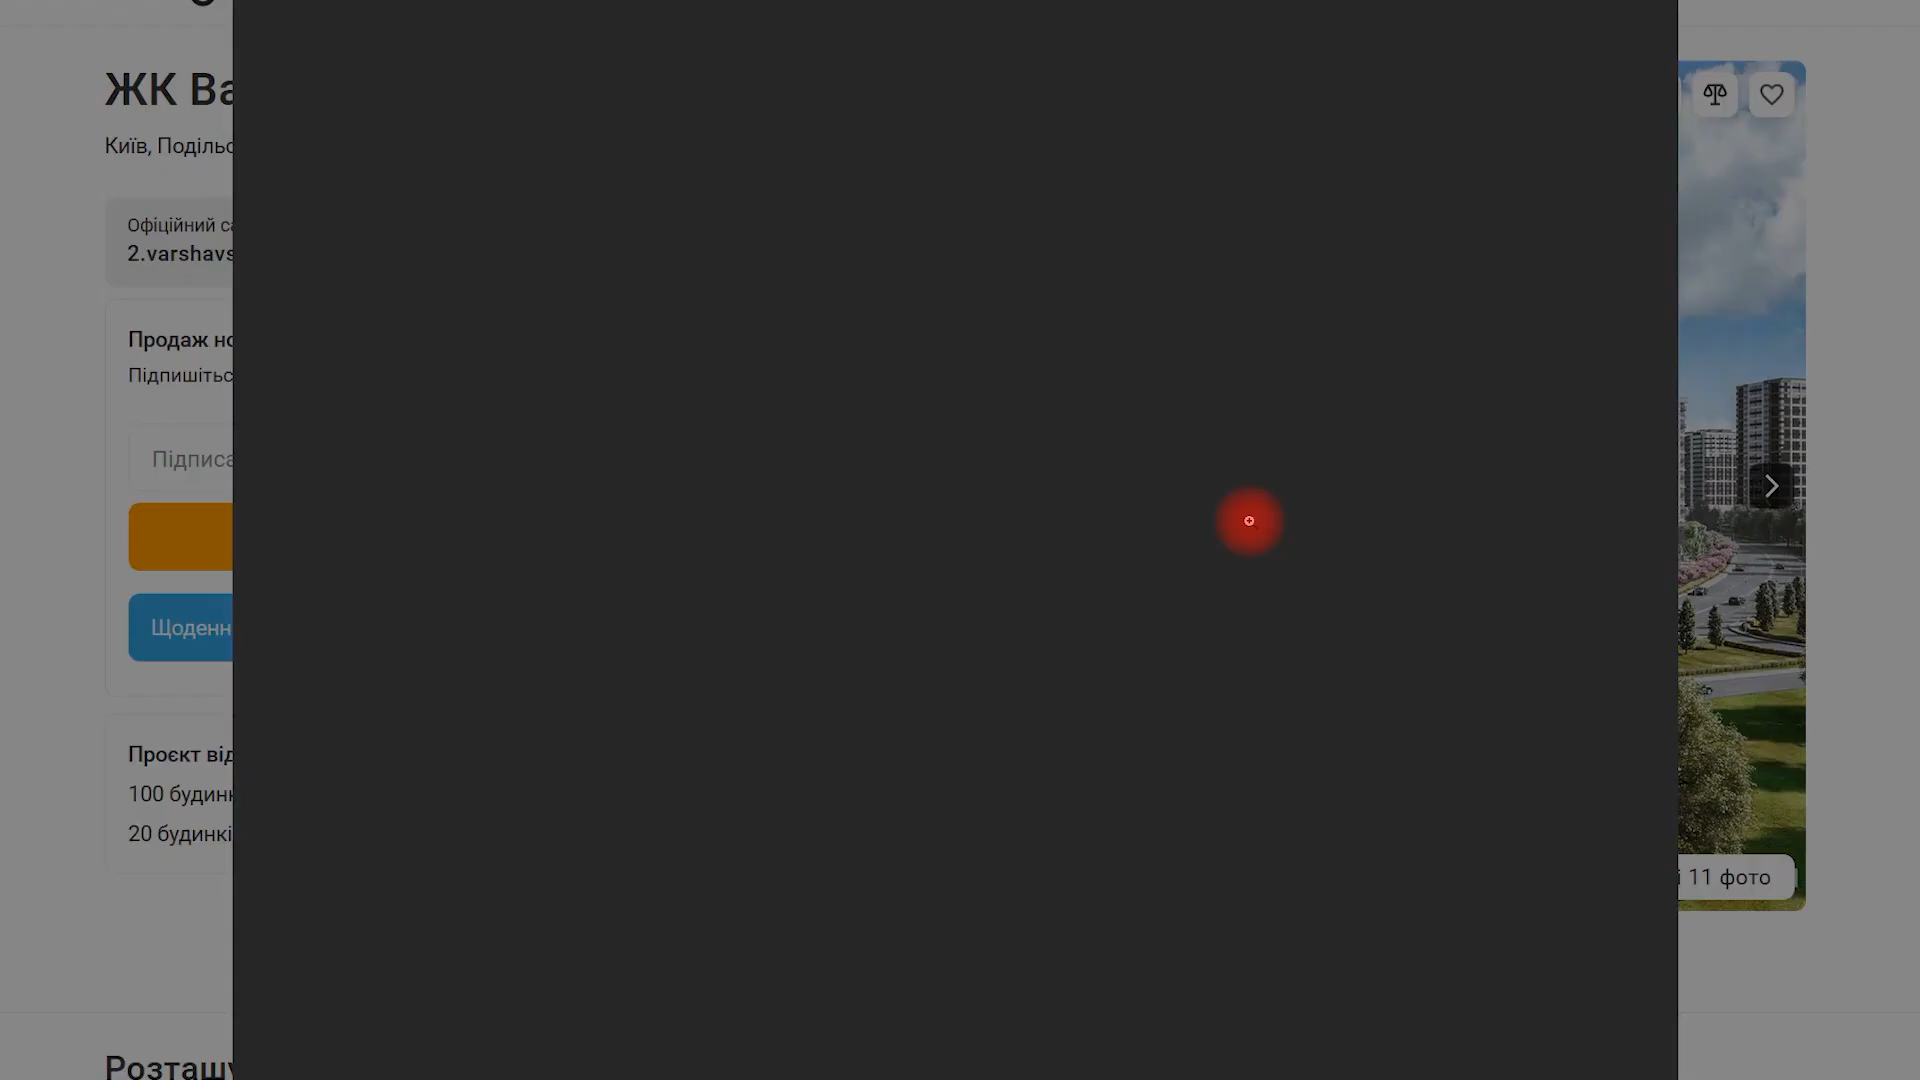 ЖК Ва
Київ, Подільс
Офіційний са
2.varshavs
Продаж но
Підпишітьс
Підписа
Щоденн
Проєкт від
100 будинк
20 будинкі
і 11 фото
Розташу